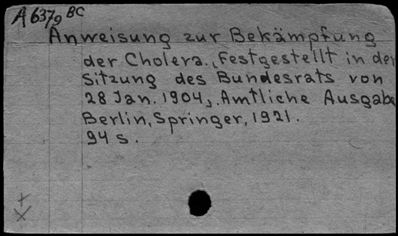 A 6379 BC
Anweisung zur Bekämpfung
der Cholera. (Festgestellt in der
Sitzung des Bundesrats von
28 Jan. 1904). Amtliche Ausgabe
Berlin, Springer, 1921.
94 s.